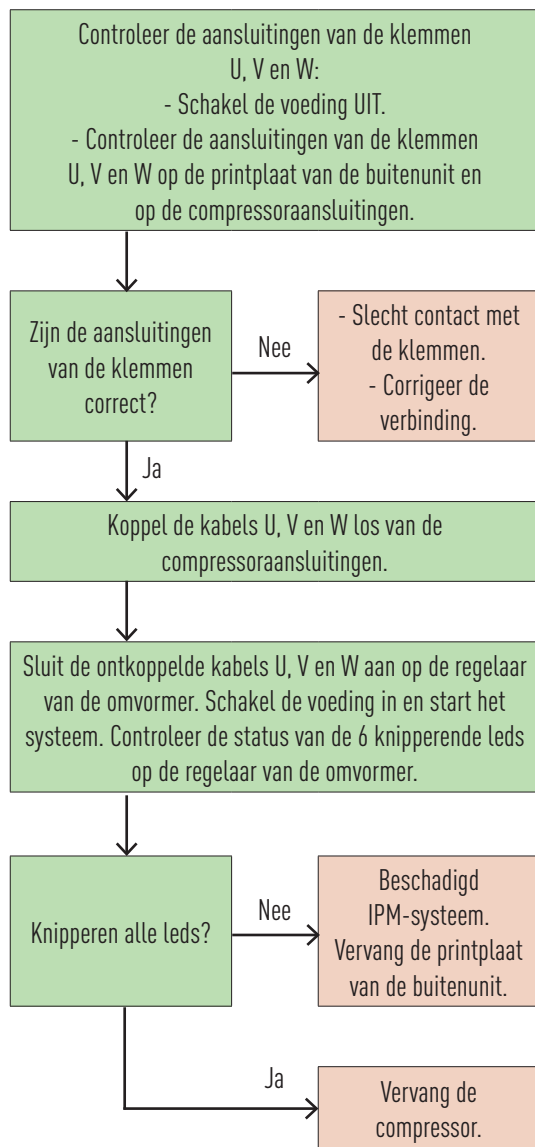 Controleer de aansluitingen van de klemmen
U, V en W:
- Schakel de voeding UIT.
- Controleer de aansluitingen van de klemmen
U, V en W op de printplaat van de buitenunit en
op de compressoraansluitingen.
Zijn de aansluitingen
van de klemmen
correct?
Nee
- Slecht contact met
de klemmen.
- Corrigeer de
verbinding.
Ja
Koppel de kabels U, V en W los van de
compressoraansluitingen.
Sluit de ontkoppelde kabels U, V en W aan op de regelaar
van de omvormer. Schakel de voeding in en start het
systeem. Controleer de status van de 6 knipperende leds
op de regelaar van de omvormer.
Knipperen alle leds?
Nee
Beschadigd
IPM-systeem.
Vervang de printplaat
van de buitenunit.
Ja
Vervang de
compressor.